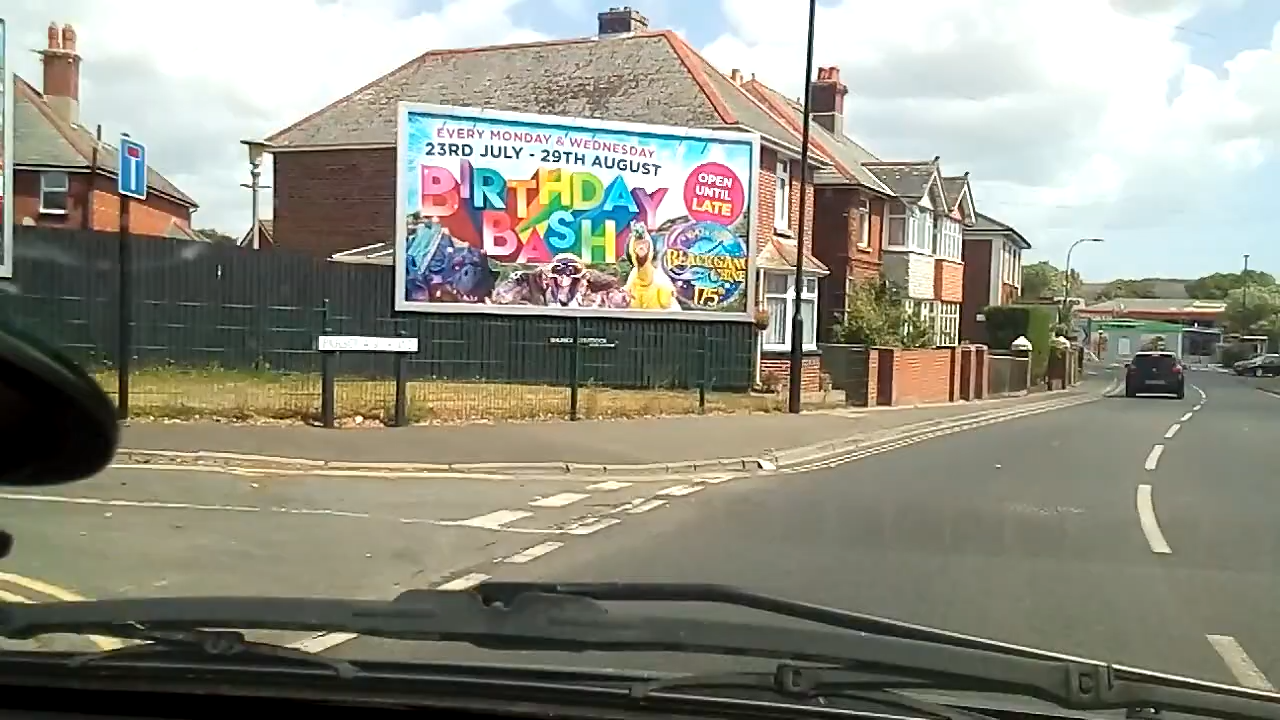 EVERY MONDAY & WEDNESDAY
23RD JULY - 29TH AUGUST
BIRTHDAY
BASH
OPEN
UNTIL
LATE
BLACKGANG
CHINE
175